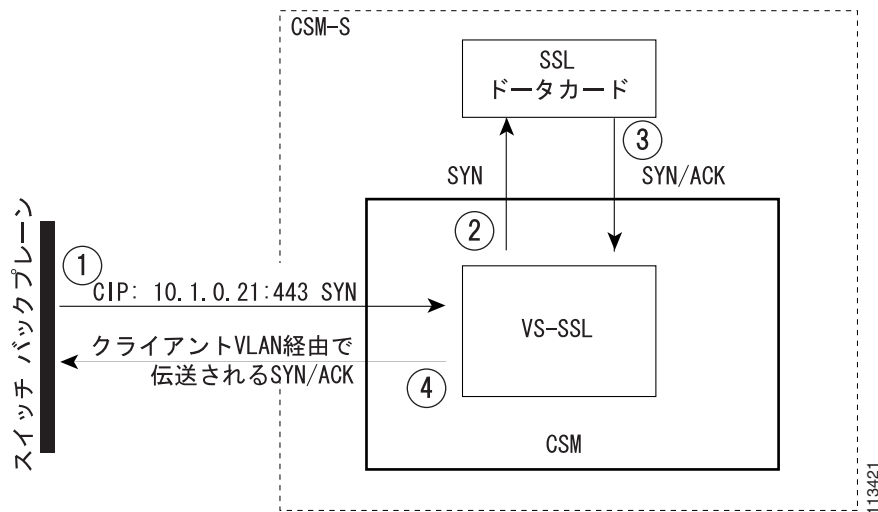 CSM-S
SSL
ドータカード
③
SYN
SYN/ACK
②
スイッチ バックプレーン
①
CIP: 10.1.0.21:443 SYN
VS-SSL
クライアントVLAN経由で
伝送されるSYN/ACK
④
CSM
113421